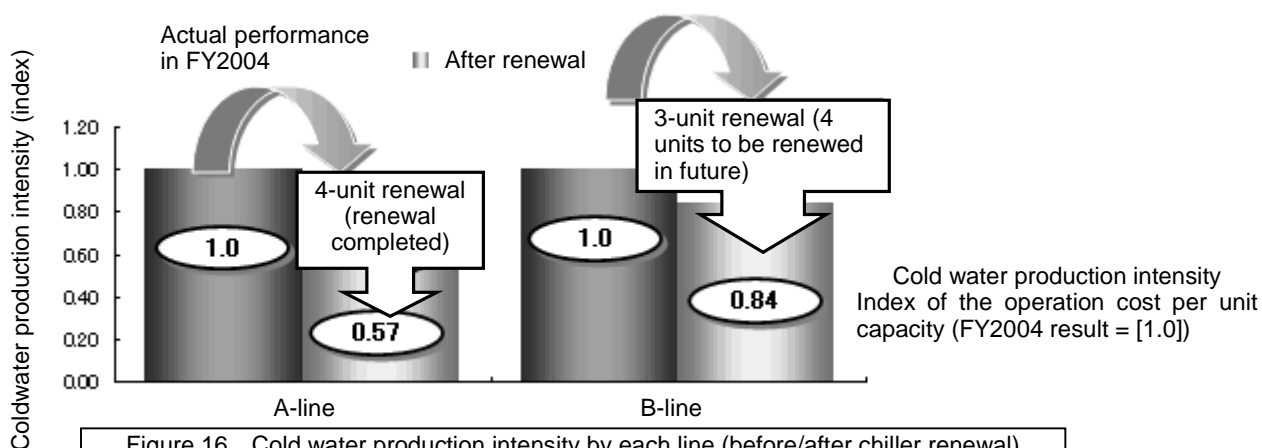 Coldwater production intensity (index)
Actual performance
in FY2004
After renewal
1.20
1.00
0.80
0.60
0.40
0.20
0.00
1.0
4-unit renewal
(renewal
completed)
0.57
1.0
3-unit renewal (4
units to be renewed
in future)
0.84
A-line
B-line
Cold water production intensity
Index of the operation cost per unit
capacity (FY2004 result = [1.0])
Figure 16 Cold water production intensity by each line (before/after chiller renewal)